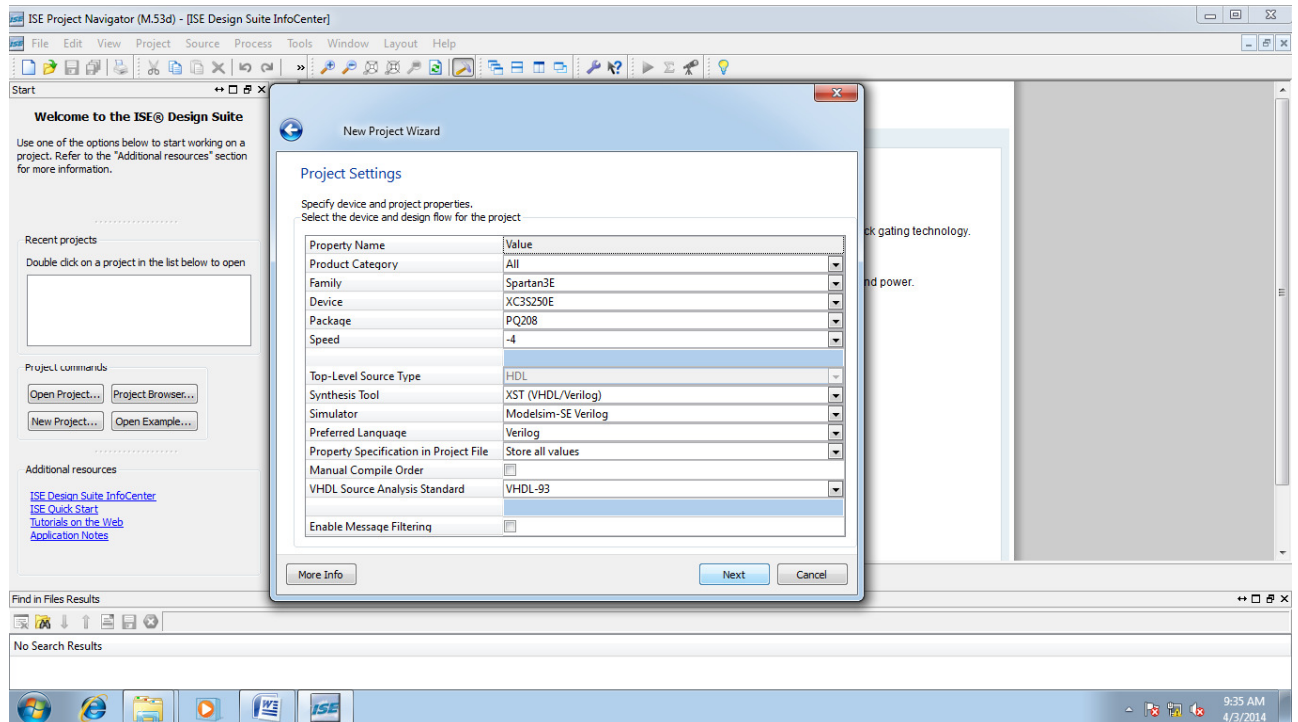 ISE Project Navigator (M.53d) - [ISE Design Suite InfoCenter]
File Edit View Project Source Process Tools Window Layout Help
Start
Welcome to the ISE® Design Suite
Use one of the options below to start working on a
project. Refer to the "Additional resources" section
for more information.
Recent projects
Double click on a project in the list below to open
Project commands
Open Project... Project Browser...
New Project... Open Example...
Additional resources
ISE Design Suite InfoCenter
ISE Quick Start
Tutorials on the Web
Application Notes
New Project Wizard
Project Settings
Specify device and project properties.
Select the device and design flow for the project
Property Name Value
Product Category All
Family Spartan3E
Device XC3S250E
Package PQ208
Speed -4
Top-Level Source Type HDL
Synthesis Tool XST (VHDL/Verilog)
Simulator Modelsim-SE Verilog
Preferred Language Verilog
Property Specification in Project File Store all values
Manual Compile Order
VHDL Source Analysis Standard VHDL-93
Enable Message Filtering
More Info Next Cancel
ck gating technology.
nd power.
Find in Files Results
No Search Results
ISE
9:35 AM
4/3/2014